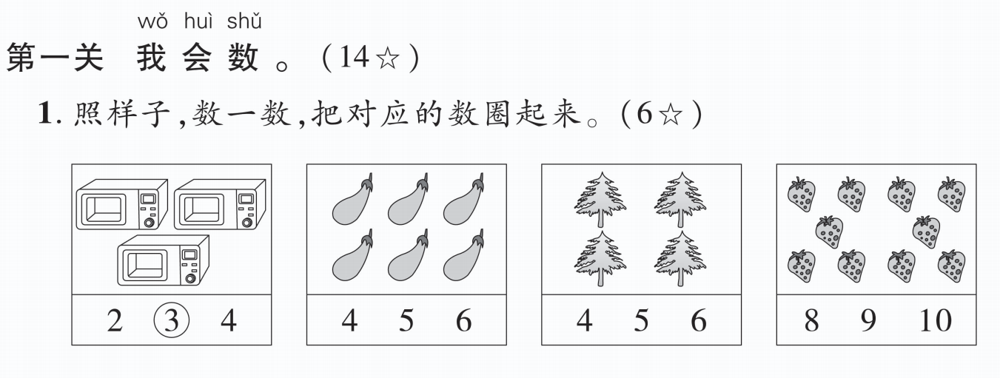 wǒ huì shǔ
第一关 我会数。(14☆)
1. 照样子,数一数,把对应的数圈起来。(6☆)
2 3 4 4 5 6 4 5 6 8 9 10